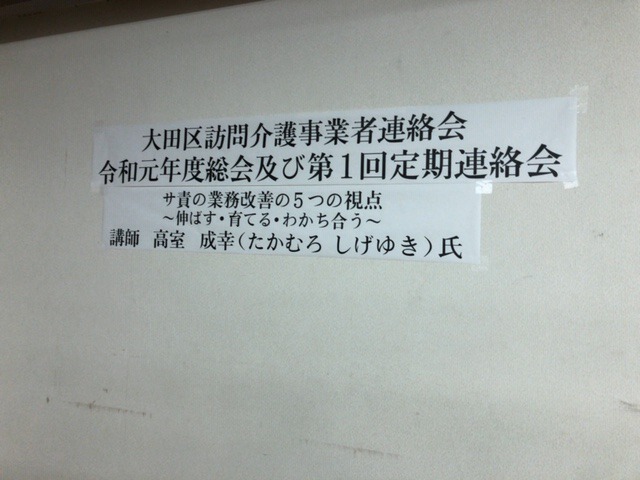 大田区訪問介護事業者連絡会
令和元年度総会及び第1回定期連絡会
サ責の業務改善の5つの視点
~伸ばす・育てる・わかち合う~
講師 高室 成幸(たかむろ しげゆき)氏